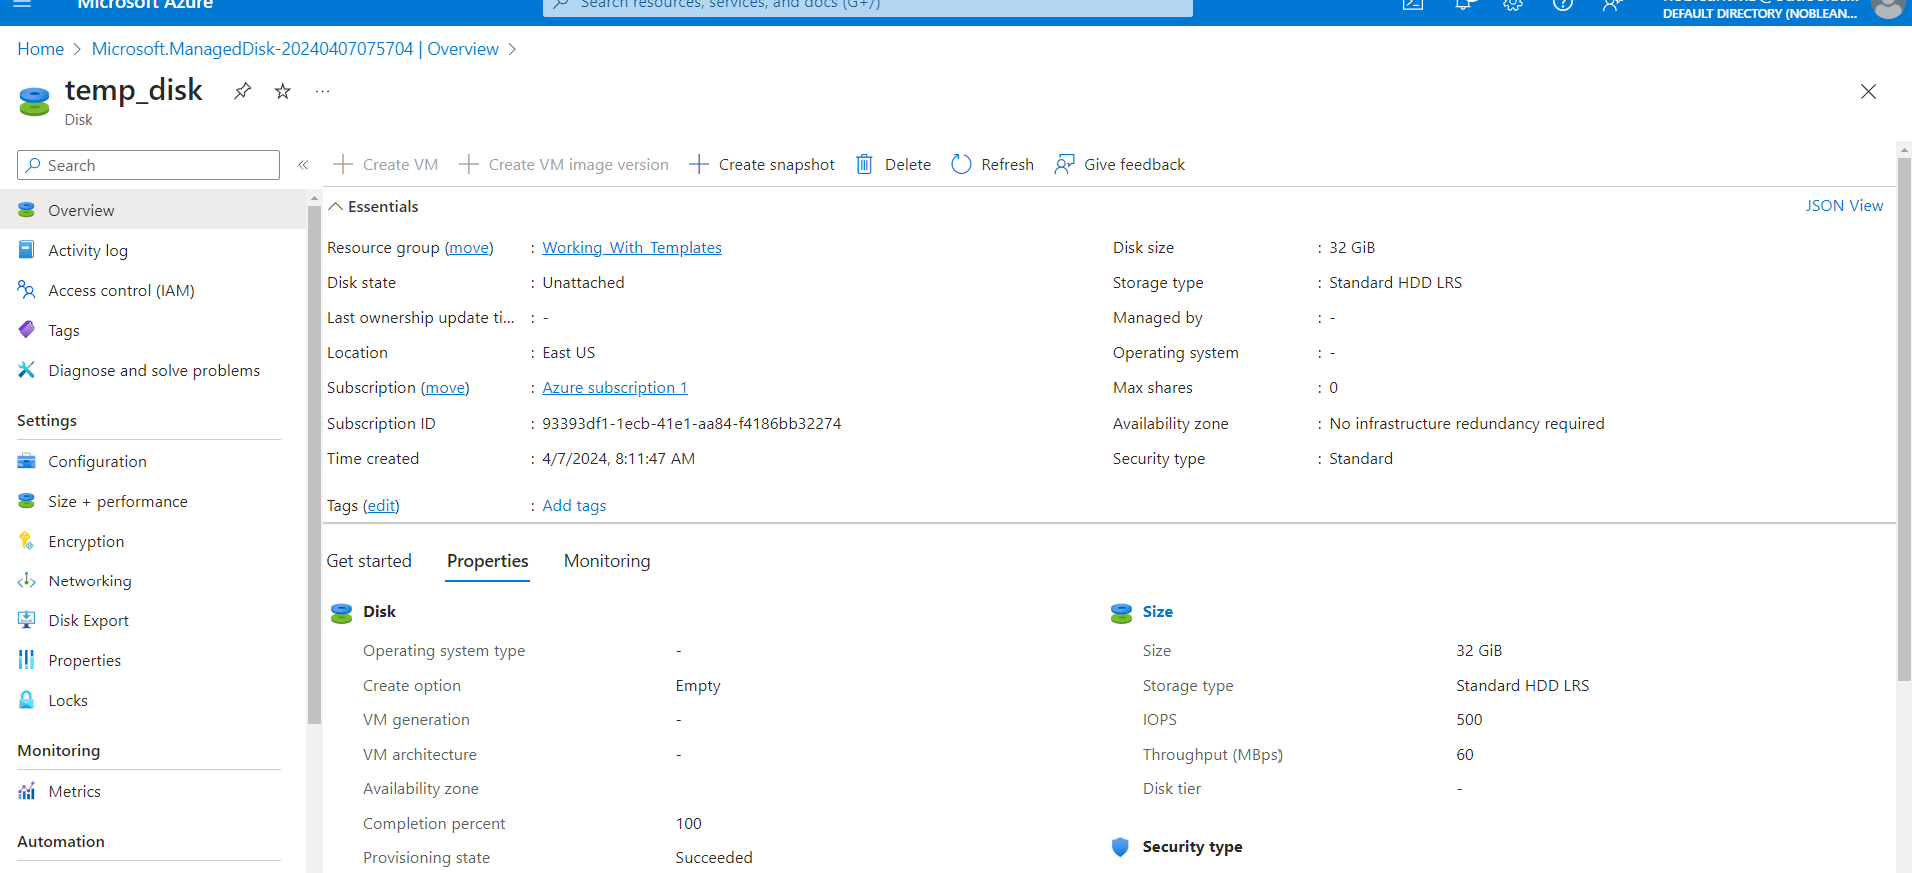 Microsoft Azure
Search resources, services, and docs (G+/)
DEFAULT DIRECTORY (NOBLEAN...
Home > Microsoft.ManagedDisk-20240407075704 | Overview >
temp_disk
Disk
Search
«
Create VM
Create VM image version
Create snapshot
Delete
Refresh
Give feedback
Overview
Activity log
Access control (IAM)
Tags
Diagnose and solve problems
Settings
Configuration
Size + performance
Encryption
Networking
Disk Export
Properties
Locks
Monitoring
Metrics
Automation
Essentials
JSON View
Resource group (move) : Working_With_Templates
Disk state : Unattached
Last ownership update ti... : -
Location : East US
Subscription (move) : Azure subscription 1
Subscription ID : 93393df1-1ecb-41e1-aa84-f4186bb32274
Time created : 4/7/2024, 8:11:47 AM
Tags (edit) : Add tags
Disk size : 32 GiB
Storage type : Standard HDD LRS
Managed by : -
Operating system : -
Max shares : 0
Availability zone : No infrastructure redundancy required
Security type : Standard
Get started
Properties
Monitoring
Disk
Operating system type -
Create option Empty
VM generation -
VM architecture -
Availability zone
Completion percent 100
Provisioning state Succeeded
Size
Size 32 GiB
Storage type Standard HDD LRS
IOPS 500
Throughput (MBps) 60
Disk tier -
Security type